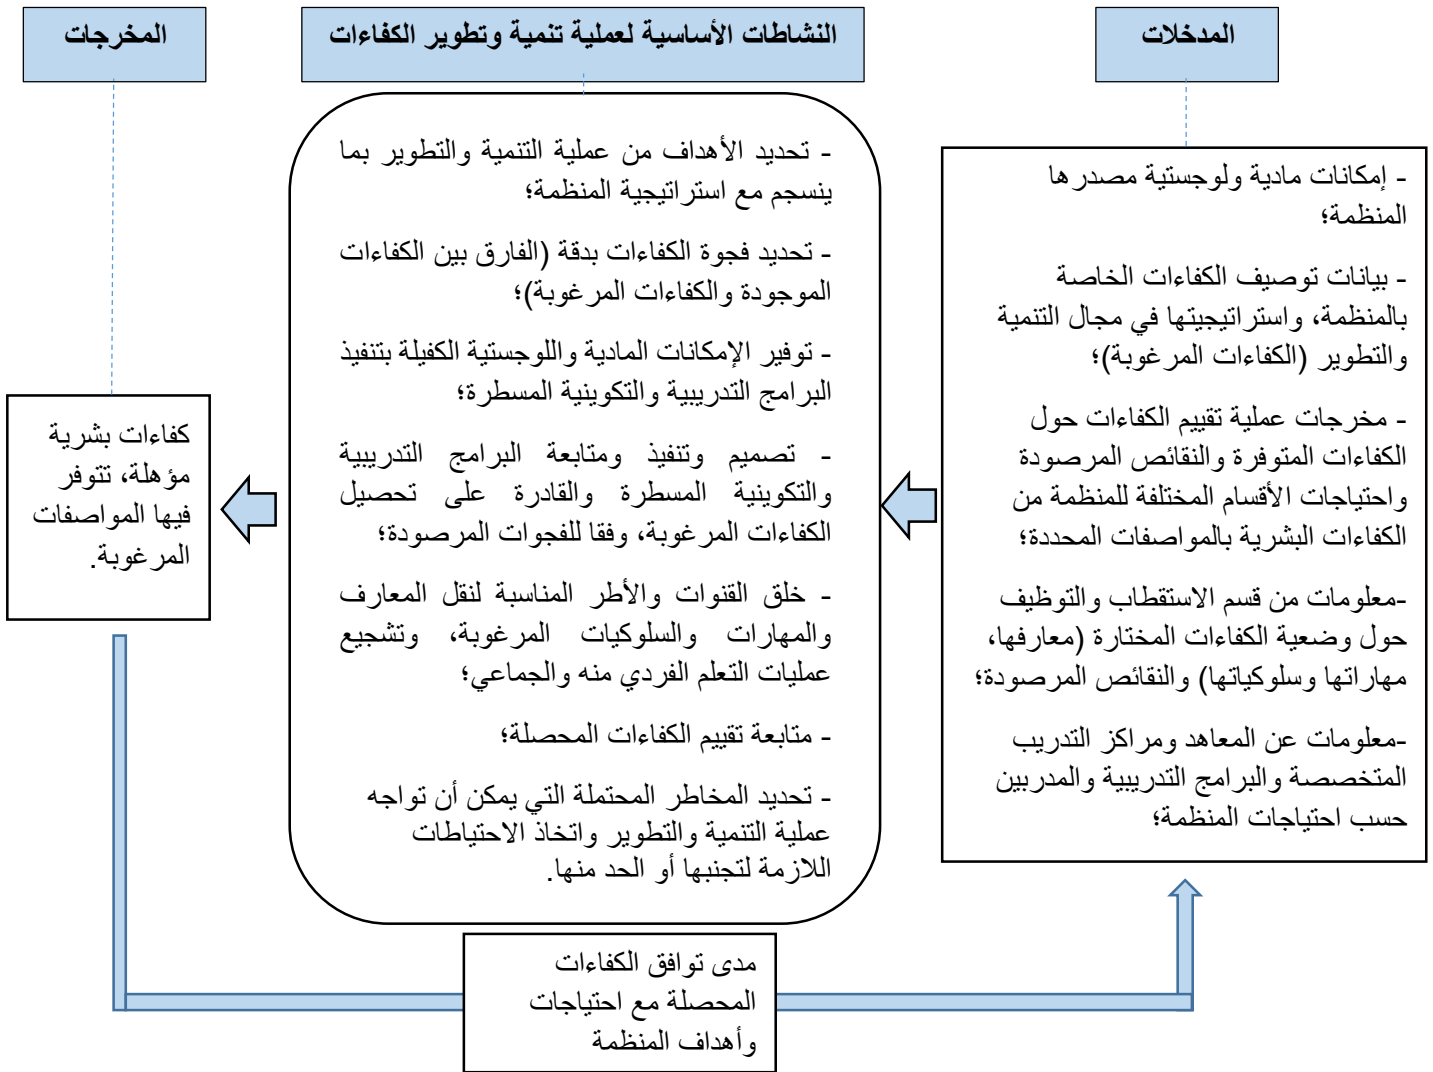 المدخلات
النشاطات الأساسية لعملية تنمية وتطوير الكفاءات
المخرجات
- إمكانات مادية ولوجستية مصدرها
المنظمة؛
- بيانات توصيف الكفاءات الخاصة
بالمنظمة، واستراتيجيتها في مجال التنمية
والتطوير (الكفاءات المرغوبة)؛
- مخرجات عملية تقييم الكفاءات حول
الكفاءات المتوفرة والنقائص المرصودة
واحتياجات الأقسام المختلفة للمنظمة من
الكفاءات البشرية بالمواصفات المحددة؛
-معلومات من قسم الاستقطاب والتوظيف
حول وضعية الكفاءات المختارة (معارفها،
مهاراتها وسلوكياتها) والنقائص المرصودة؛
-معلومات عن المعاهد ومراكز التدريب
المتخصصة والبرامج التدريبية والمدربين
حسب احتياجات المنظمة؛
- تحديد الأهداف من عملية التنمية والتطوير بما
ينسجم مع استراتيجية المنظمة؛
- تحديد فجوة الكفاءات بدقة (الفارق بين الكفاءات
الموجودة والكفاءات المرغوبة)؛
- توفير الإمكانات المادية واللوجستية الكفيلة بتنفيذ
البرامج التدريبية والتكوينية المسطرة؛
- تصميم وتنفيذ ومتابعة البرامج التدريبية
والتكوينية المسطرة والقادرة على تحصيل
الكفاءات المرغوبة، وفقا للفجوات المرصودة؛
- خلق القنوات والأطر المناسبة لنقل المعارف
والمهارات والسلوكيات المرغوبة، وتشجيع
عمليات التعلم الفردي منه والجماعي؛
- متابعة تقييم الكفاءات المحصلة؛
- تحديد المخاطر المحتملة التي يمكن أن تواجه
عملية التنمية والتطوير واتخاذ الاحتياطات
اللازمة لتجنبها أو الحد منها.
كفاءات بشرية
مؤهلة، تتوفر
فيها المواصفات
المرغوبة.
مدى توافق الكفاءات
المحصلة مع احتياجات
وأهداف المنظمة